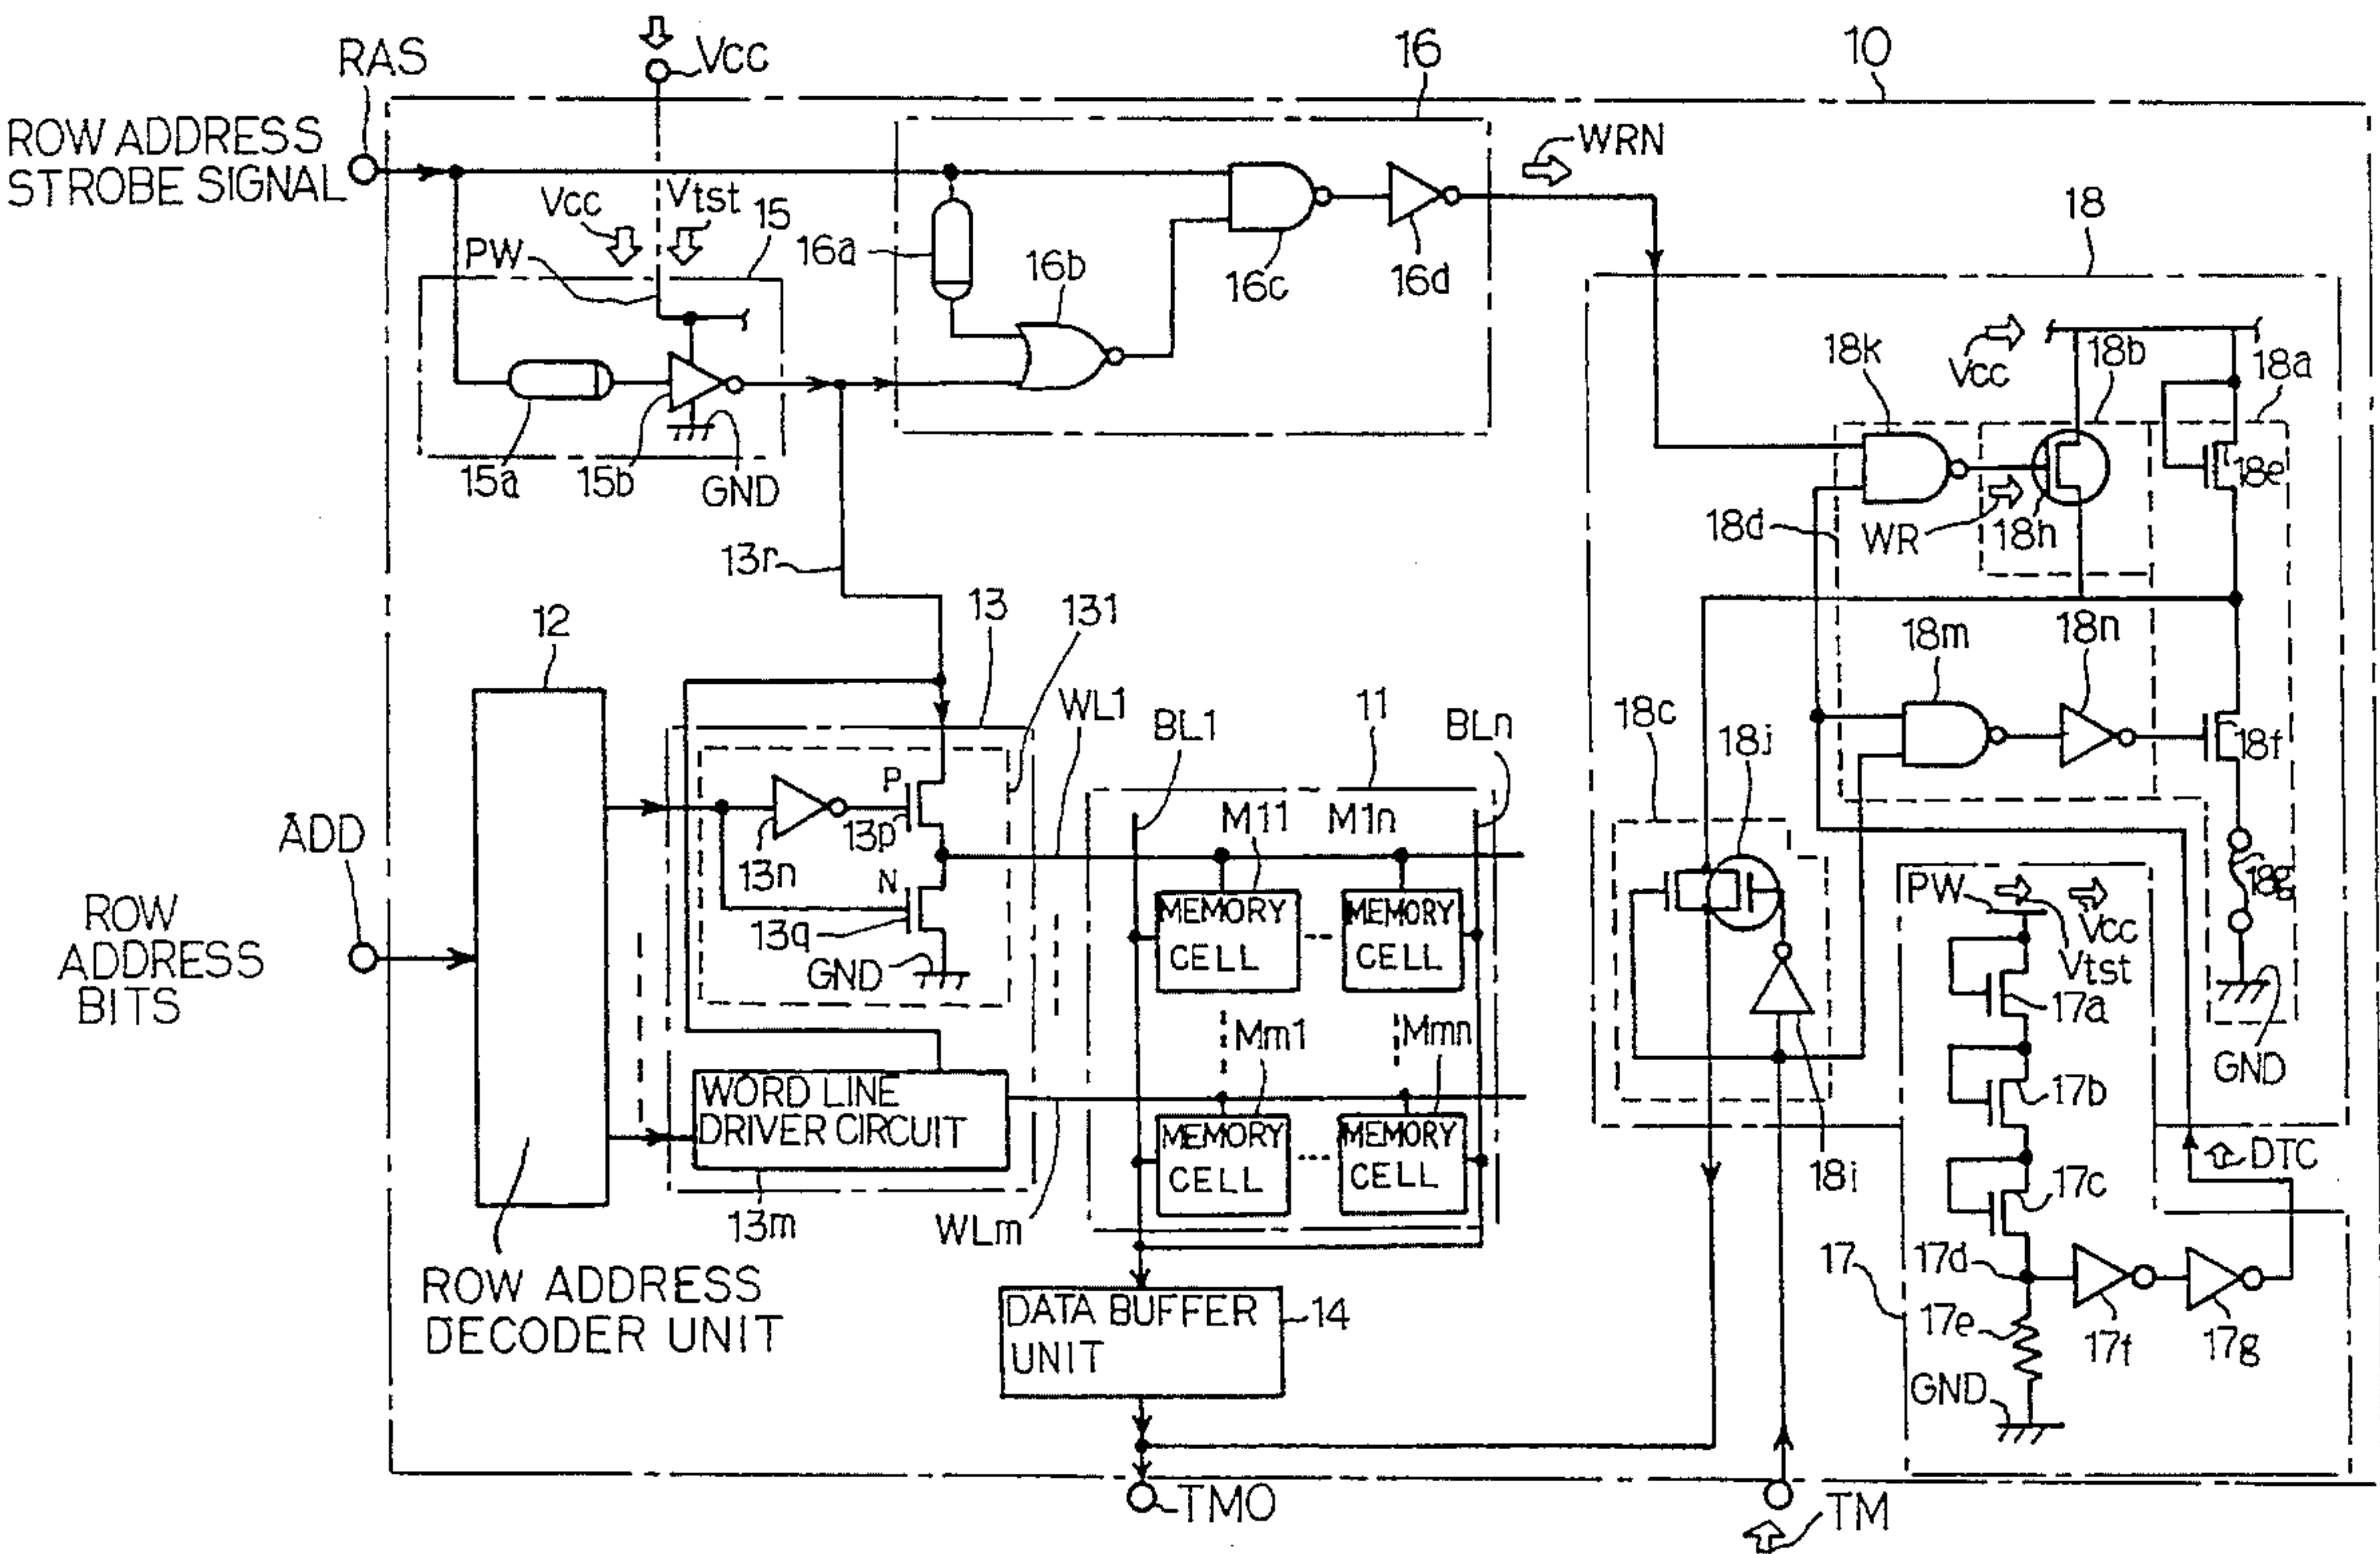 RAS
Vcc
16
10
ROW ADDRESS
STROBE SIGNAL
WRN
Vcc
Vtst
15
PW
16a
16b
16c
16d
18
15a
15b
GND
18k
Vcc
18b
18a
18e
18d
WR
18h
13r
12
13
131
WL1
11
BL1
BLn
18c
18j
18m
18n
18f
ADD
P
13n
13p
M11
M1n
N
13q
GND
MEMORY
CELL
MEMORY
CELL
18g
ROW
ADDRESS
BITS
PW
Vcc
Vtst
17a
GND
Mm1
Mmn
17b
WORD LINE
DRIVER CIRCUIT
MEMORY
CELL
MEMORY
CELL
18i
DTC
17c
13m
WLm
17
17d
ROW ADDRESS
DECODER UNIT
DATA BUFFER
UNIT
14
17e
17f
17g
GND
TMO
TM